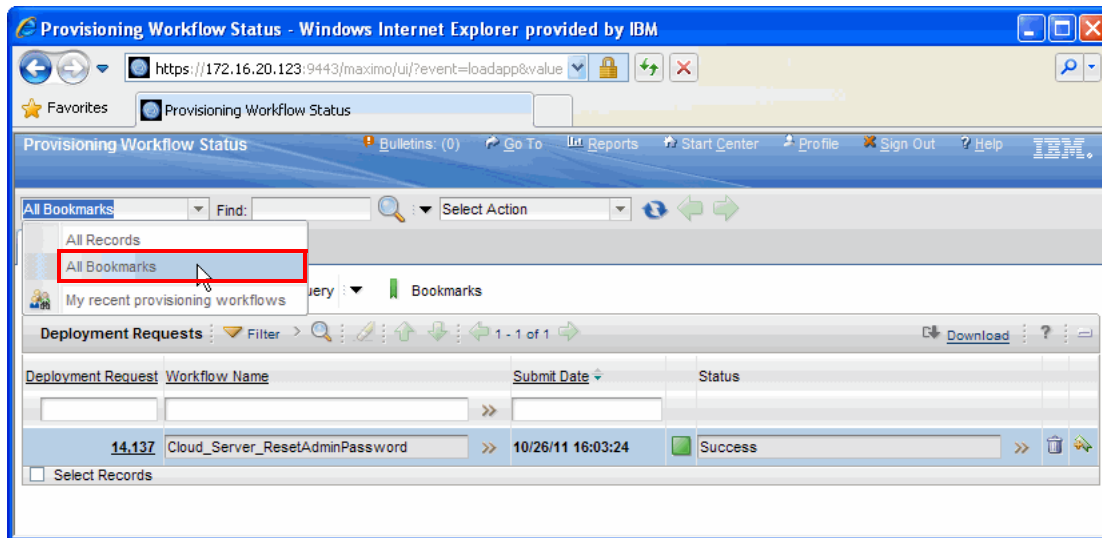 Provisioning Workflow Status - Windows Internet Explorer provided by IBM
https://172.16.20.123:9443/maximo/ui/?event=loadapp&value
Favorites Provisioning Workflow Status
Provisioning Workflow Status Bulletins: (0) Go To Reports Start Center Profile Sign Out ? Help IBM.
All Bookmarks Find: Select Action
All Records
All Bookmarks
My recent provisioning workflows
Bookmarks
Deployment Requests Filter > 1 - 1 of 1 Download ?
Deployment Request Workflow Name Submit Date Status
14,137 Cloud_Server_ResetAdminPassword 10/26/11 16:03:24 Success
Select Records